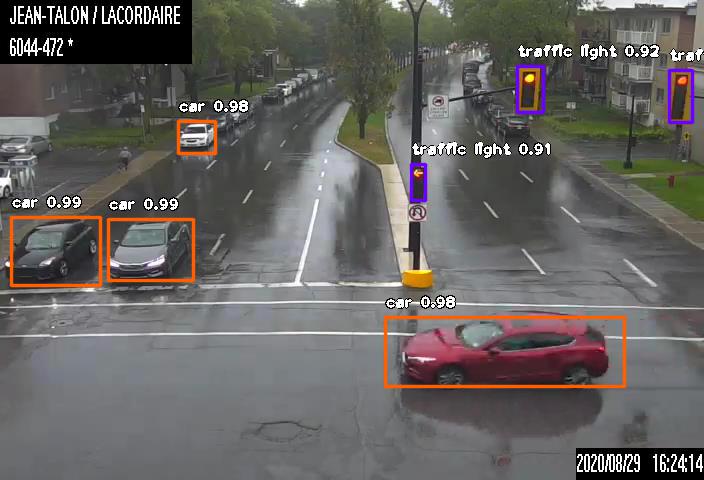 JEAN-TALON / LACORDAIRE
6044-472 *
traffic light 0.92
traf
car 0.98
traffic light 0.91
car 0.99
car 0.99
car 0.98
2020/08/29 16:24:14